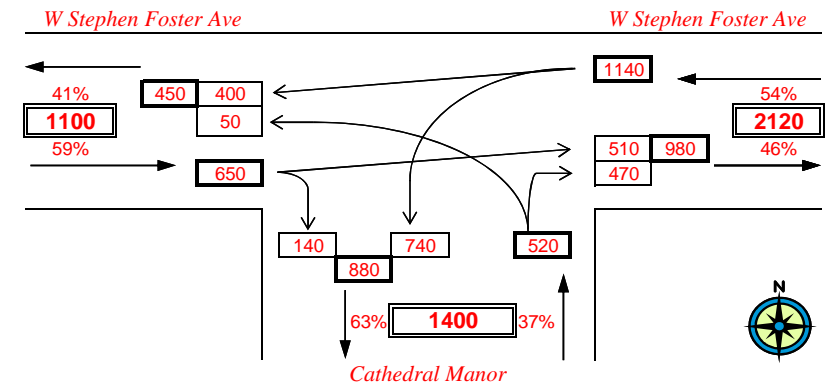 W Stephen Foster Ave W Stephen Foster Ave
1140
41% 450 400 54%
1100 50 2120
59% 510 980 46%
650 470
140 740 520
880
N
63% 1400 37%
Cathedral Manor